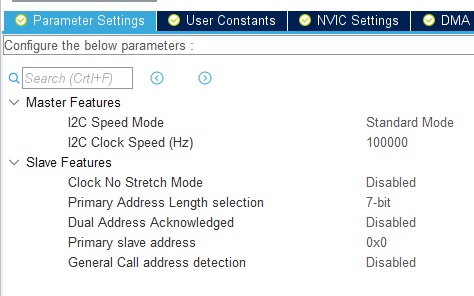 Parameter Settings User Constants NVIC Settings DMA
Configure the below parameters :
Search (Crtl+F)
Master Features
I2C Speed Mode Standard Mode
I2C Clock Speed (Hz) 100000
Slave Features
Clock No Stretch Mode Disabled
Primary Address Length selection 7-bit
Dual Address Acknowledged Disabled
Primary slave address 0x0
General Call address detection Disabled